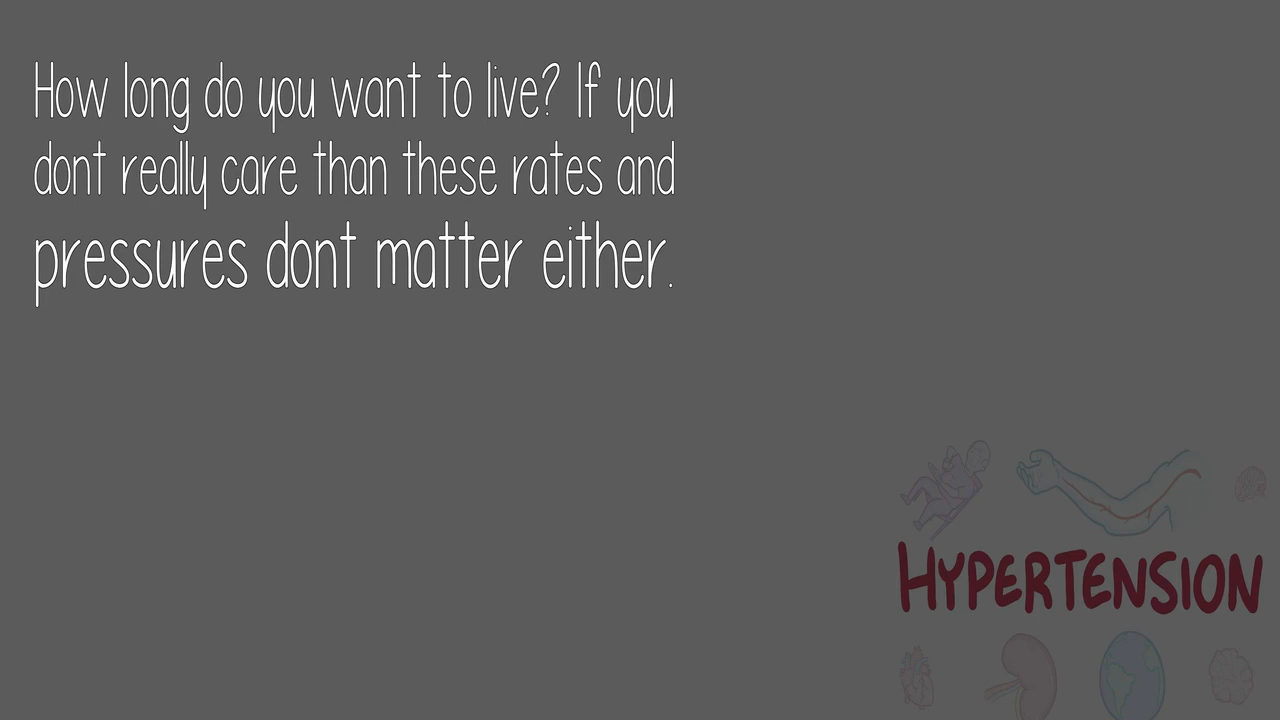 How long do you want to live? If you
dont really care than these rates and
pressures dont matter either.
HYPERTENSION